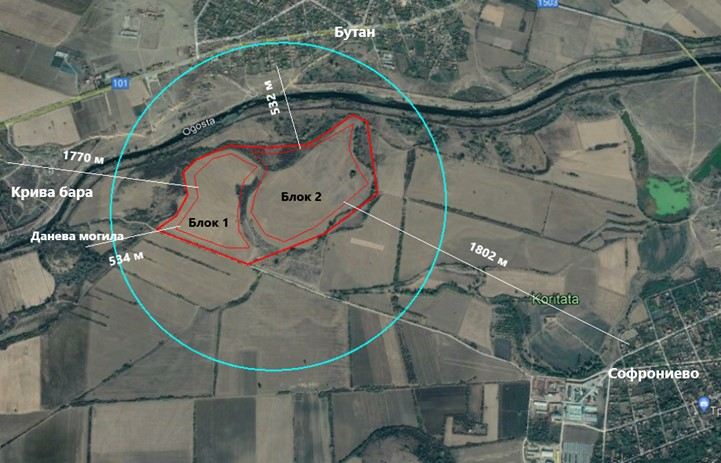 1503
Бутан
101
532 м
Ogosta
1770 м
Крива бара
Блок 2
Блок 1
Данева могила
534 м
1802 м
Koritata
Софрониево